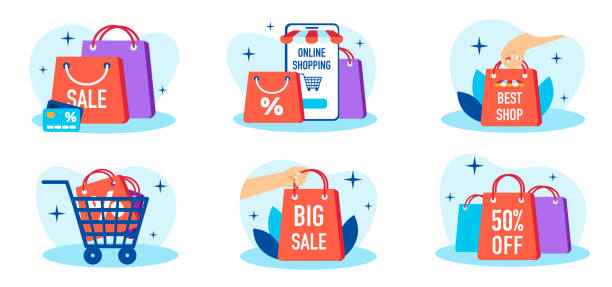 SALE
%
ONLINE
SHOPPING
%
BEST
SHOP
%
BIG
SALE
50%
OFF